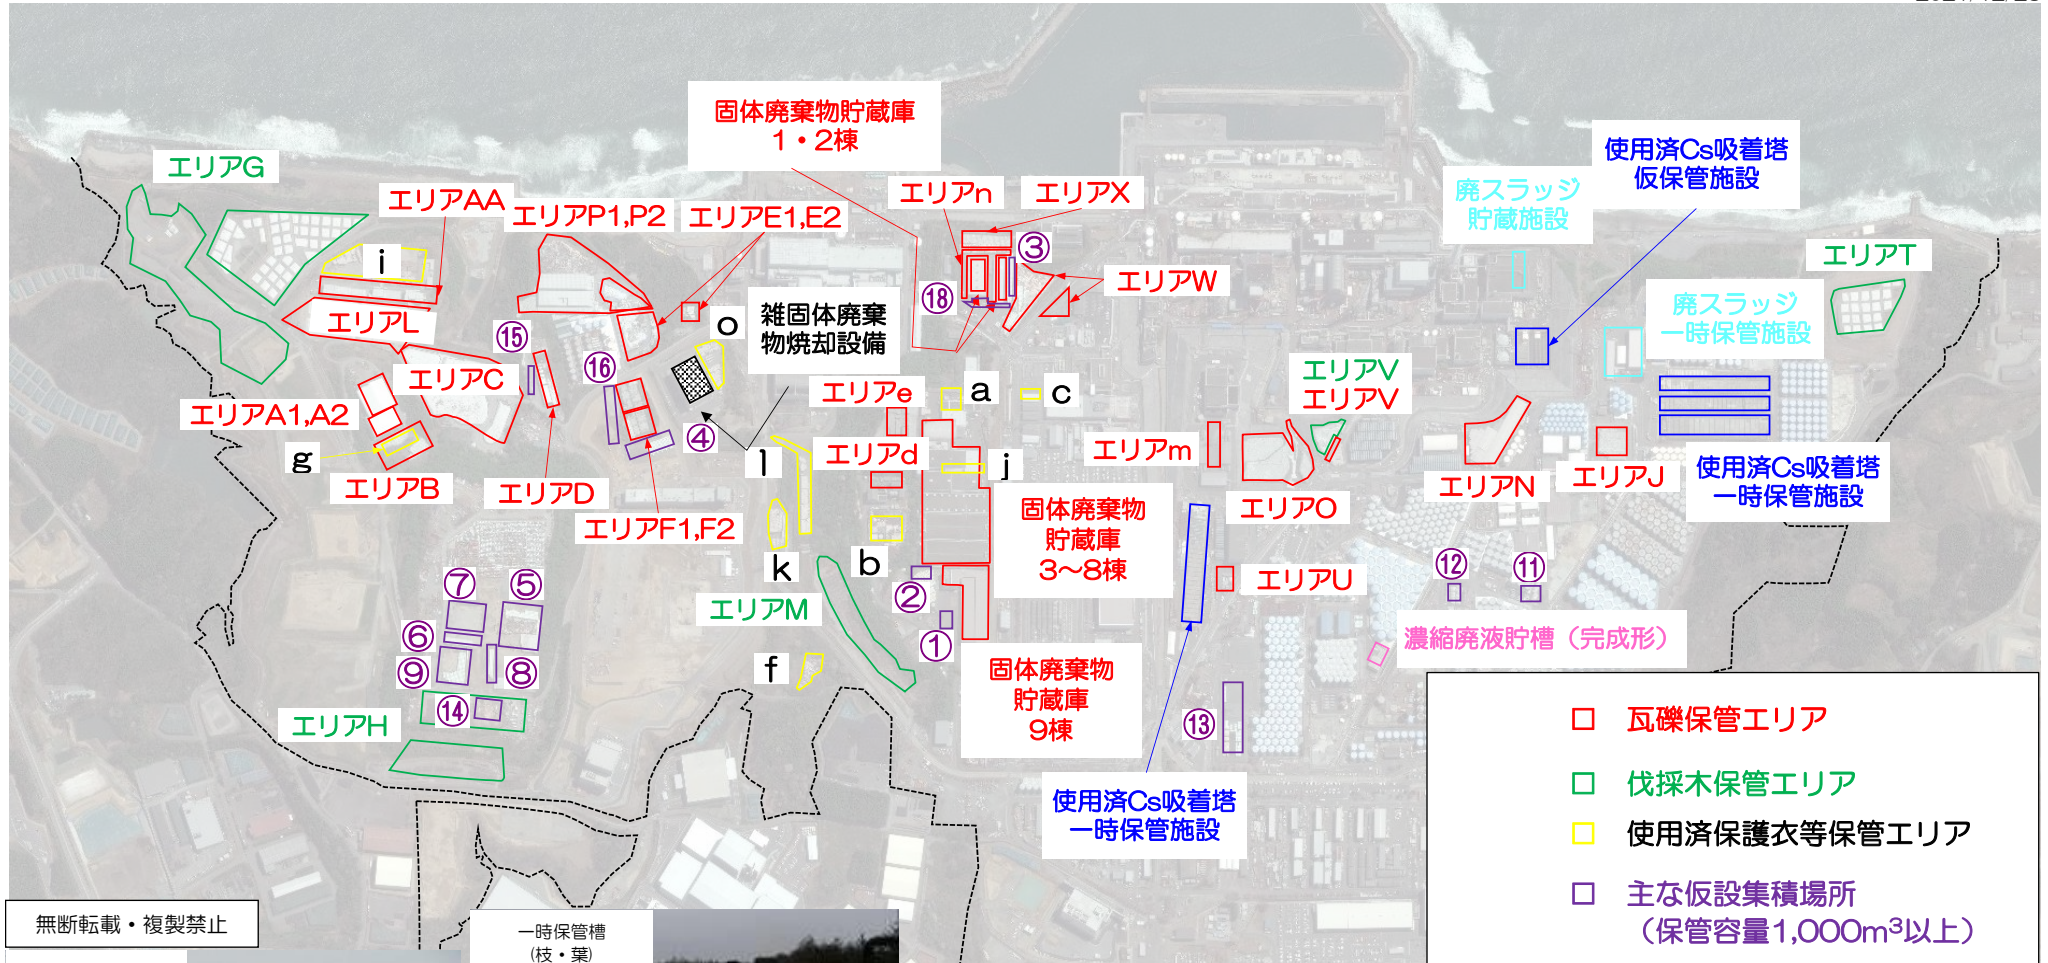 エリアG
エリアAA
i
エリアL
エリアC
エリアA1,A2
g
エリアB
エリアP1,P2
エリアE1,E2
固体廃棄物貯蔵庫
1・2棟
エリアn
エリアX
③
⑱
エリアW
⑮
⑯
o
雑固体廃棄
物焼却設備
エリアD
エリアF1,F2
④
l
k
エリアe
a
c
エリアd
j
b
エリアm
エリアV
エリアV
エリアO
廃スラッジ
貯蔵施設
使用済Cs吸着塔
仮保管施設
廃スラッジ
一時保管施設
エリアT
エリアN
エリアJ
使用済Cs吸着塔
一時保管施設
固体廃棄物
貯蔵庫
3～8棟
エリアU
⑫
⑪
濃縮廃液貯槽（完成形）
⑦
⑤
⑥
⑨
⑧
⑭
エリアH
エリアM
f
②
①
固体廃棄物
貯蔵庫
9棟
⑬
使用済Cs吸着塔
一時保管施設
瓦礫保管エリア
伐採木保管エリア
使用済保護衣等保管エリア
主な仮設集積場所
（保管容量1,000m³以上）
無断転載・複製禁止
一時保管槽
(枝・葉)